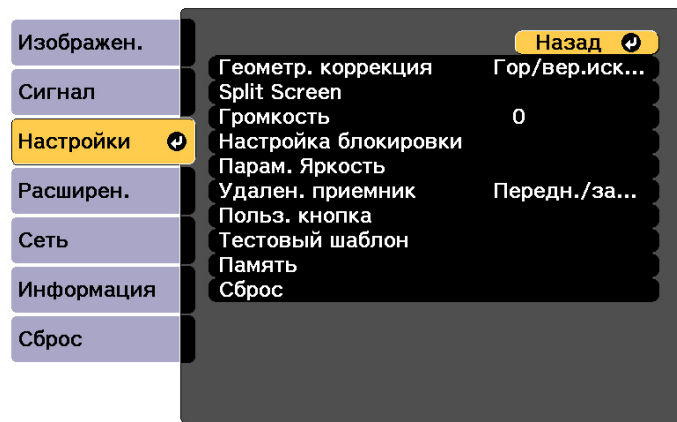 Изображен.
Сигнал
Настройки
Расширен.
Сеть
Информация
Сброс
Назад
Геометр. коррекция Гор/вер.иск...
Split Screen
Громкость 0
Настройка блокировки
Парам. Яркость
Удален. приемник Передн./за...
Польз. кнопка
Тестовый шаблон
Память
Сброс